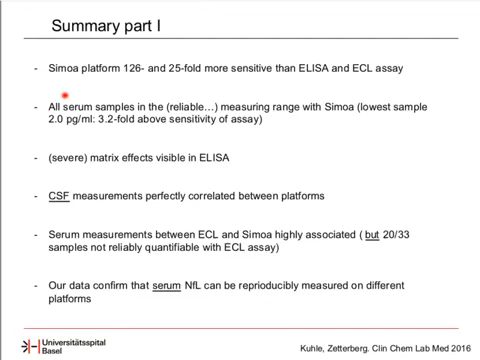 Summary part I
- Simoa platform 126- and 25-fold more sensitive than ELISA and ECL assay
- All serum samples in the (reliable…) measuring range with Simoa (lowest sample
2.0 pg/ml: 3.2-fold above sensitivity of assay)
- (severe) matrix effects visible in ELISA
- CSF measurements perfectly correlated between platforms
- Serum measurements between ECL and Simoa highly associated ( but 20/33
samples not reliably quantifiable with ECL assay)
- Our data confirm that serum NfL can be reprioducibly measured on different
platforms
Universitätsspital
Basel
Kuhle, Zetterberg. Clin Chem Lab Med 2016